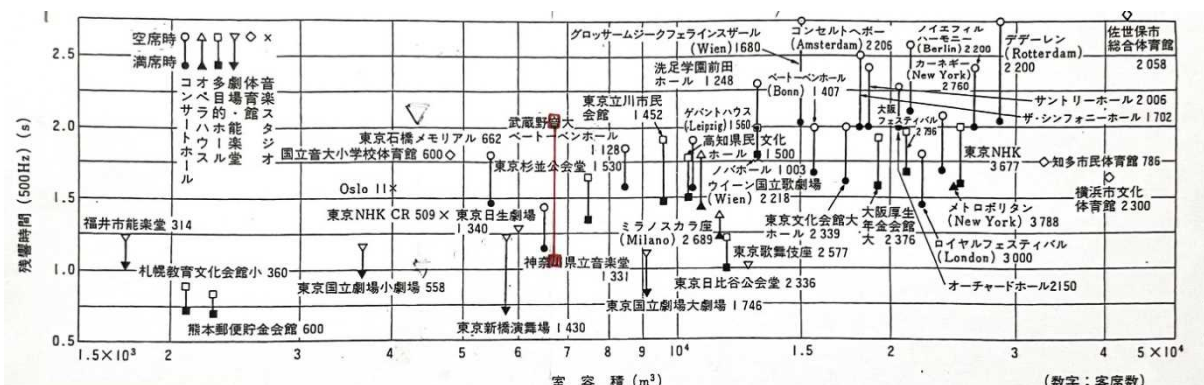 空席時
満席時
コンサートホール
オペラハウス
多目的ホール
劇場・能楽堂
体育館
音楽スタジオ
グロッサームジークフェラインスザール
(Wien) 1680
コンセルトヘボー
(Amsterdam) 2 206
ノイエフィル
ハーモニー
(Berlin) 2 200
デデーレン
(Rotterdam)
2 200
佐世保市
総合体育館
2 058
洗足学園前田
ホール 1 248
ベートーベンホール
(Bonn) 1 407
カーネギー
(New York)
2 760
サントリーホール 2 006
ザ・シンフォニーホール 1 702
東京立川市民
会館
1 452
ゲバントハウス
(Leipzig) 1 560
大阪
フェスティバル
武蔵野音大
ベートーベンホール
1 128
高知県民文化
ホール 1 500
ノバホール 1 003
東京石橋メモリアル 662
国立音大小学校体育館 600
東京杉並公会堂 1 530
東京NHK
3 677
知多市民体育館 786
横浜市文化
体育館
2 300
Oslo 11
ウイーン国立歌劇場
(Wien) 2 218
福井市能楽堂 314
東京NHK CR 509
東京日生劇場
1 340
ミラノスカラ座
(Milano) 2 689
東京文化会館大
ホール 2 339
大阪厚生
年金会館
大 2 376
メトロポリタン
(New York) 3 788
ロイヤルフェスティバル
(London) 3 000
オーチャードホール 2150
札幌教育文化会館小 360
東京国立劇場小劇場 558
神奈川県立音楽堂
1 331
東京歌舞伎座 2 577
東京日比谷公会堂 2 336
東京国立劇場大劇場 1 746
熊本郵便貯金会館 600
東京新橋演舞場 1 430
残響時間 (500Hz) (s)
2.5
2.0
1.5
1.0
0.5
1.5×10³
2
3
4
5
6
7
8
9
10⁴
1.5
2
3
4
5×10⁴
室 容 積 (m³)
(数字：客席数)